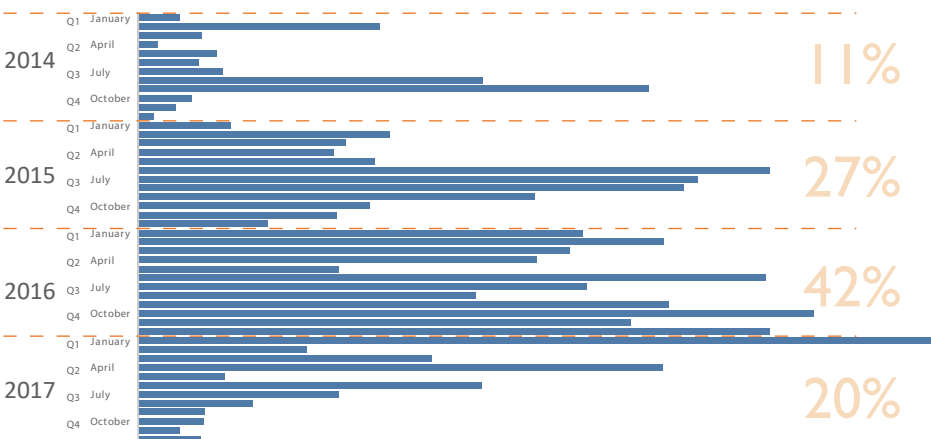 Q1 January
Q2 April
2014
11%
Q3 July
Q4 October
Q1 January
Q2 April
2015
27%
Q3 July
Q4 October
Q1 January
Q2 April
2016
42%
Q3 July
Q4 October
Q1 January
Q2 April
2017
20%
Q3 July
Q4 October